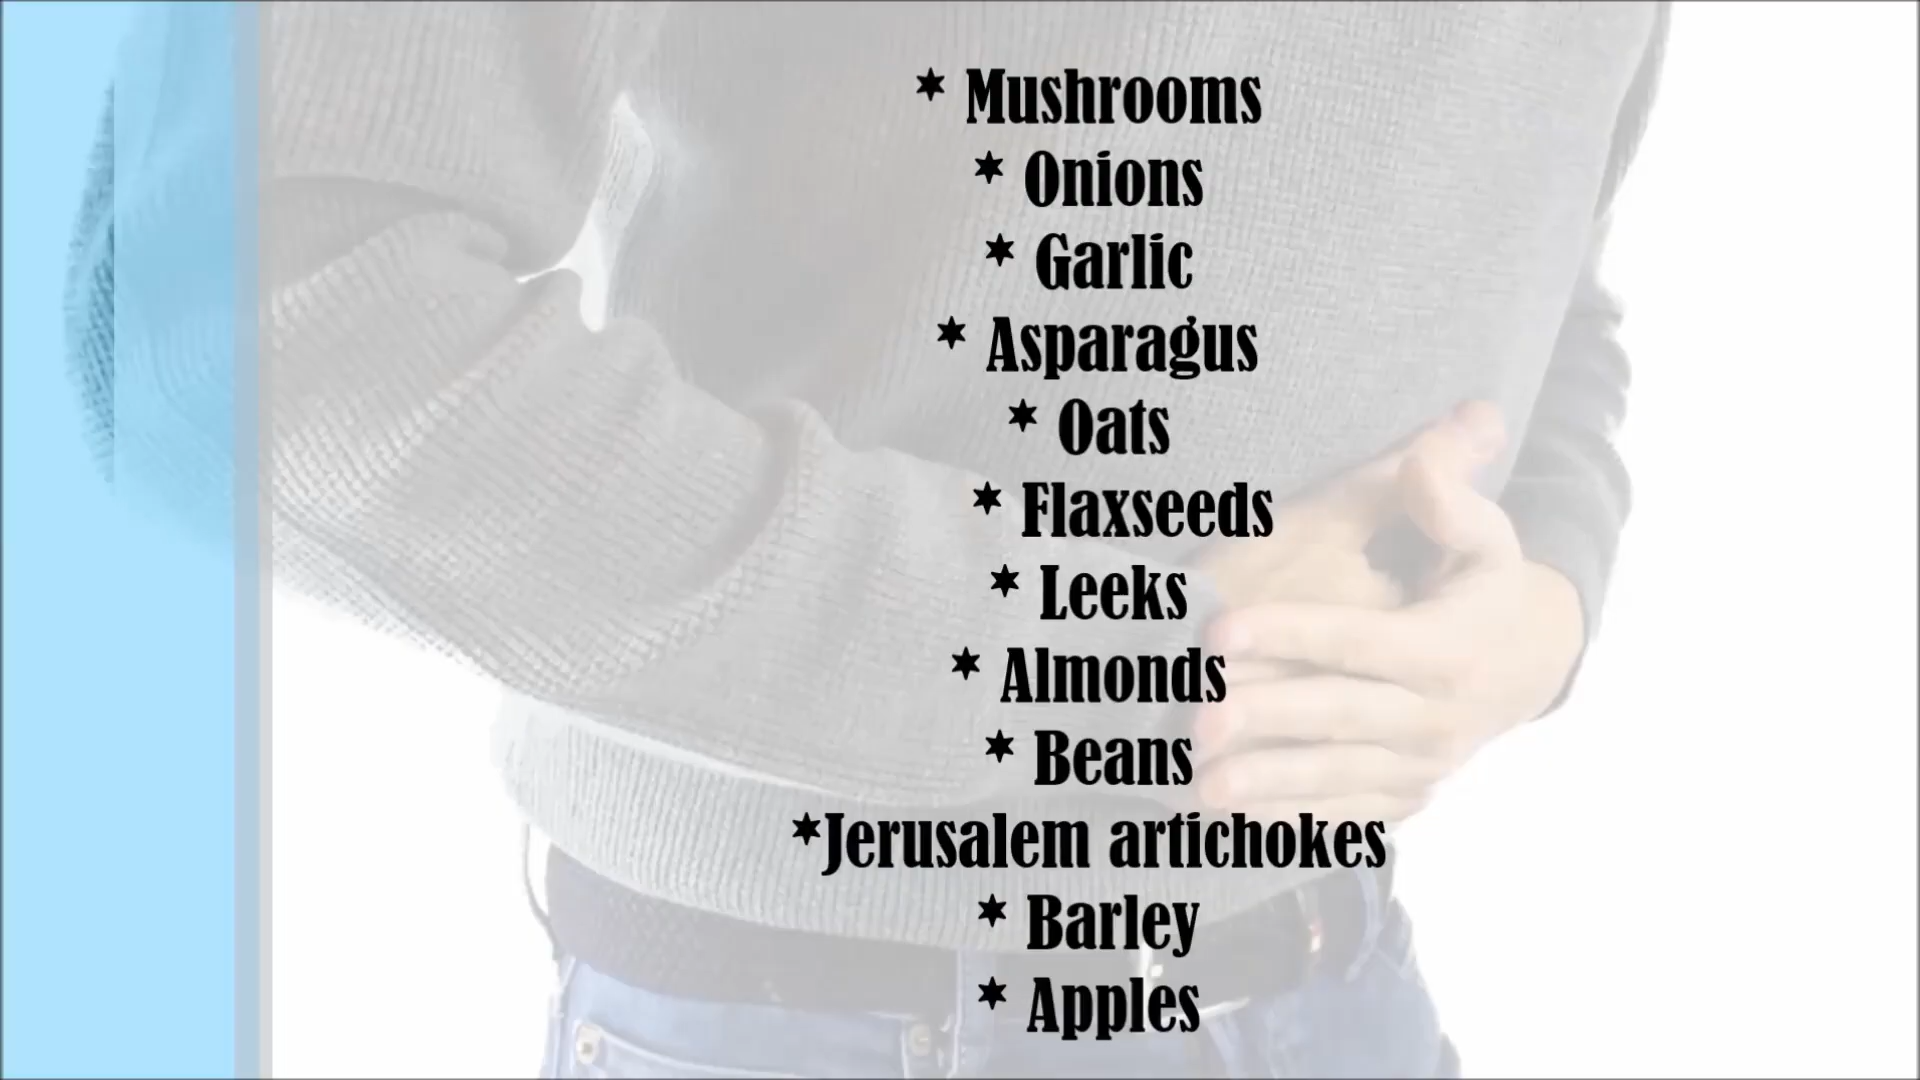 * Mushrooms
* Onions
* Garlic
* Asparagus
* Oats
* Flaxseeds
* Leeks
* Almonds
* Beans
*Jerusalem artichokes
* Barley
* Apples